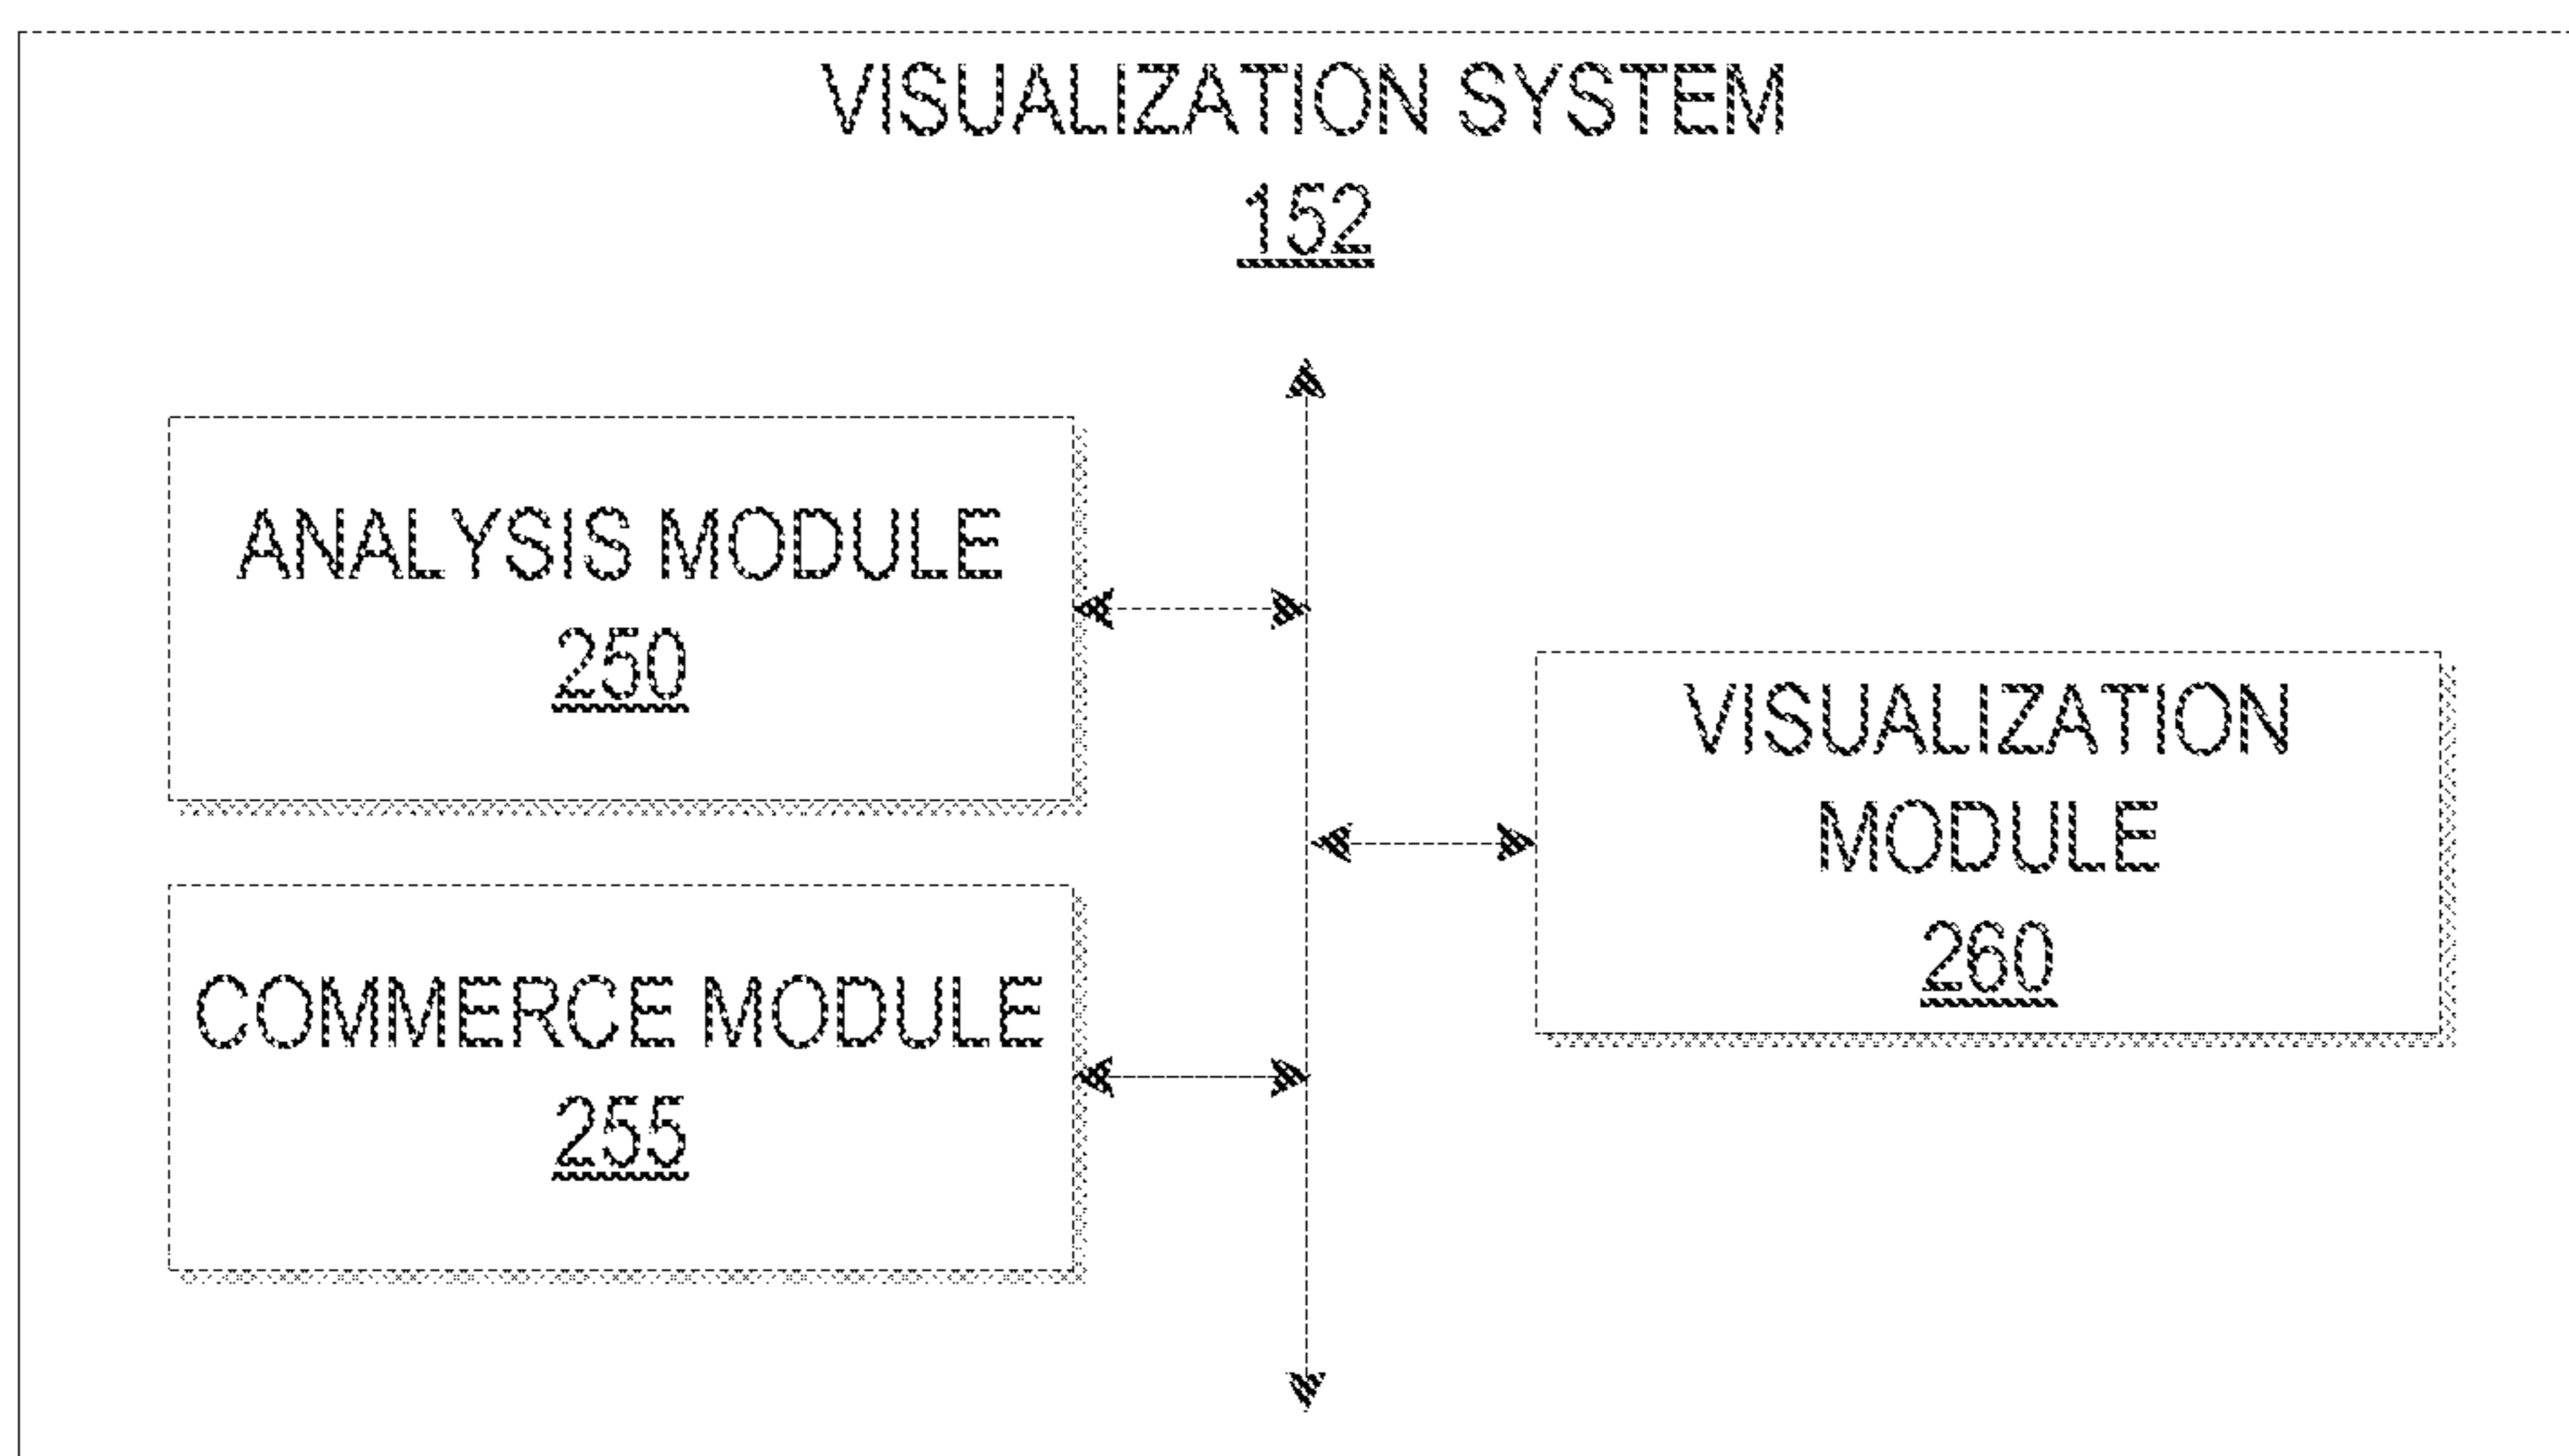 VISUALIZATION SYSTEM
152
ANALYSIS MODULE
250
COMMERCE MODULE
255
VISUALIZATION
MODULE
260